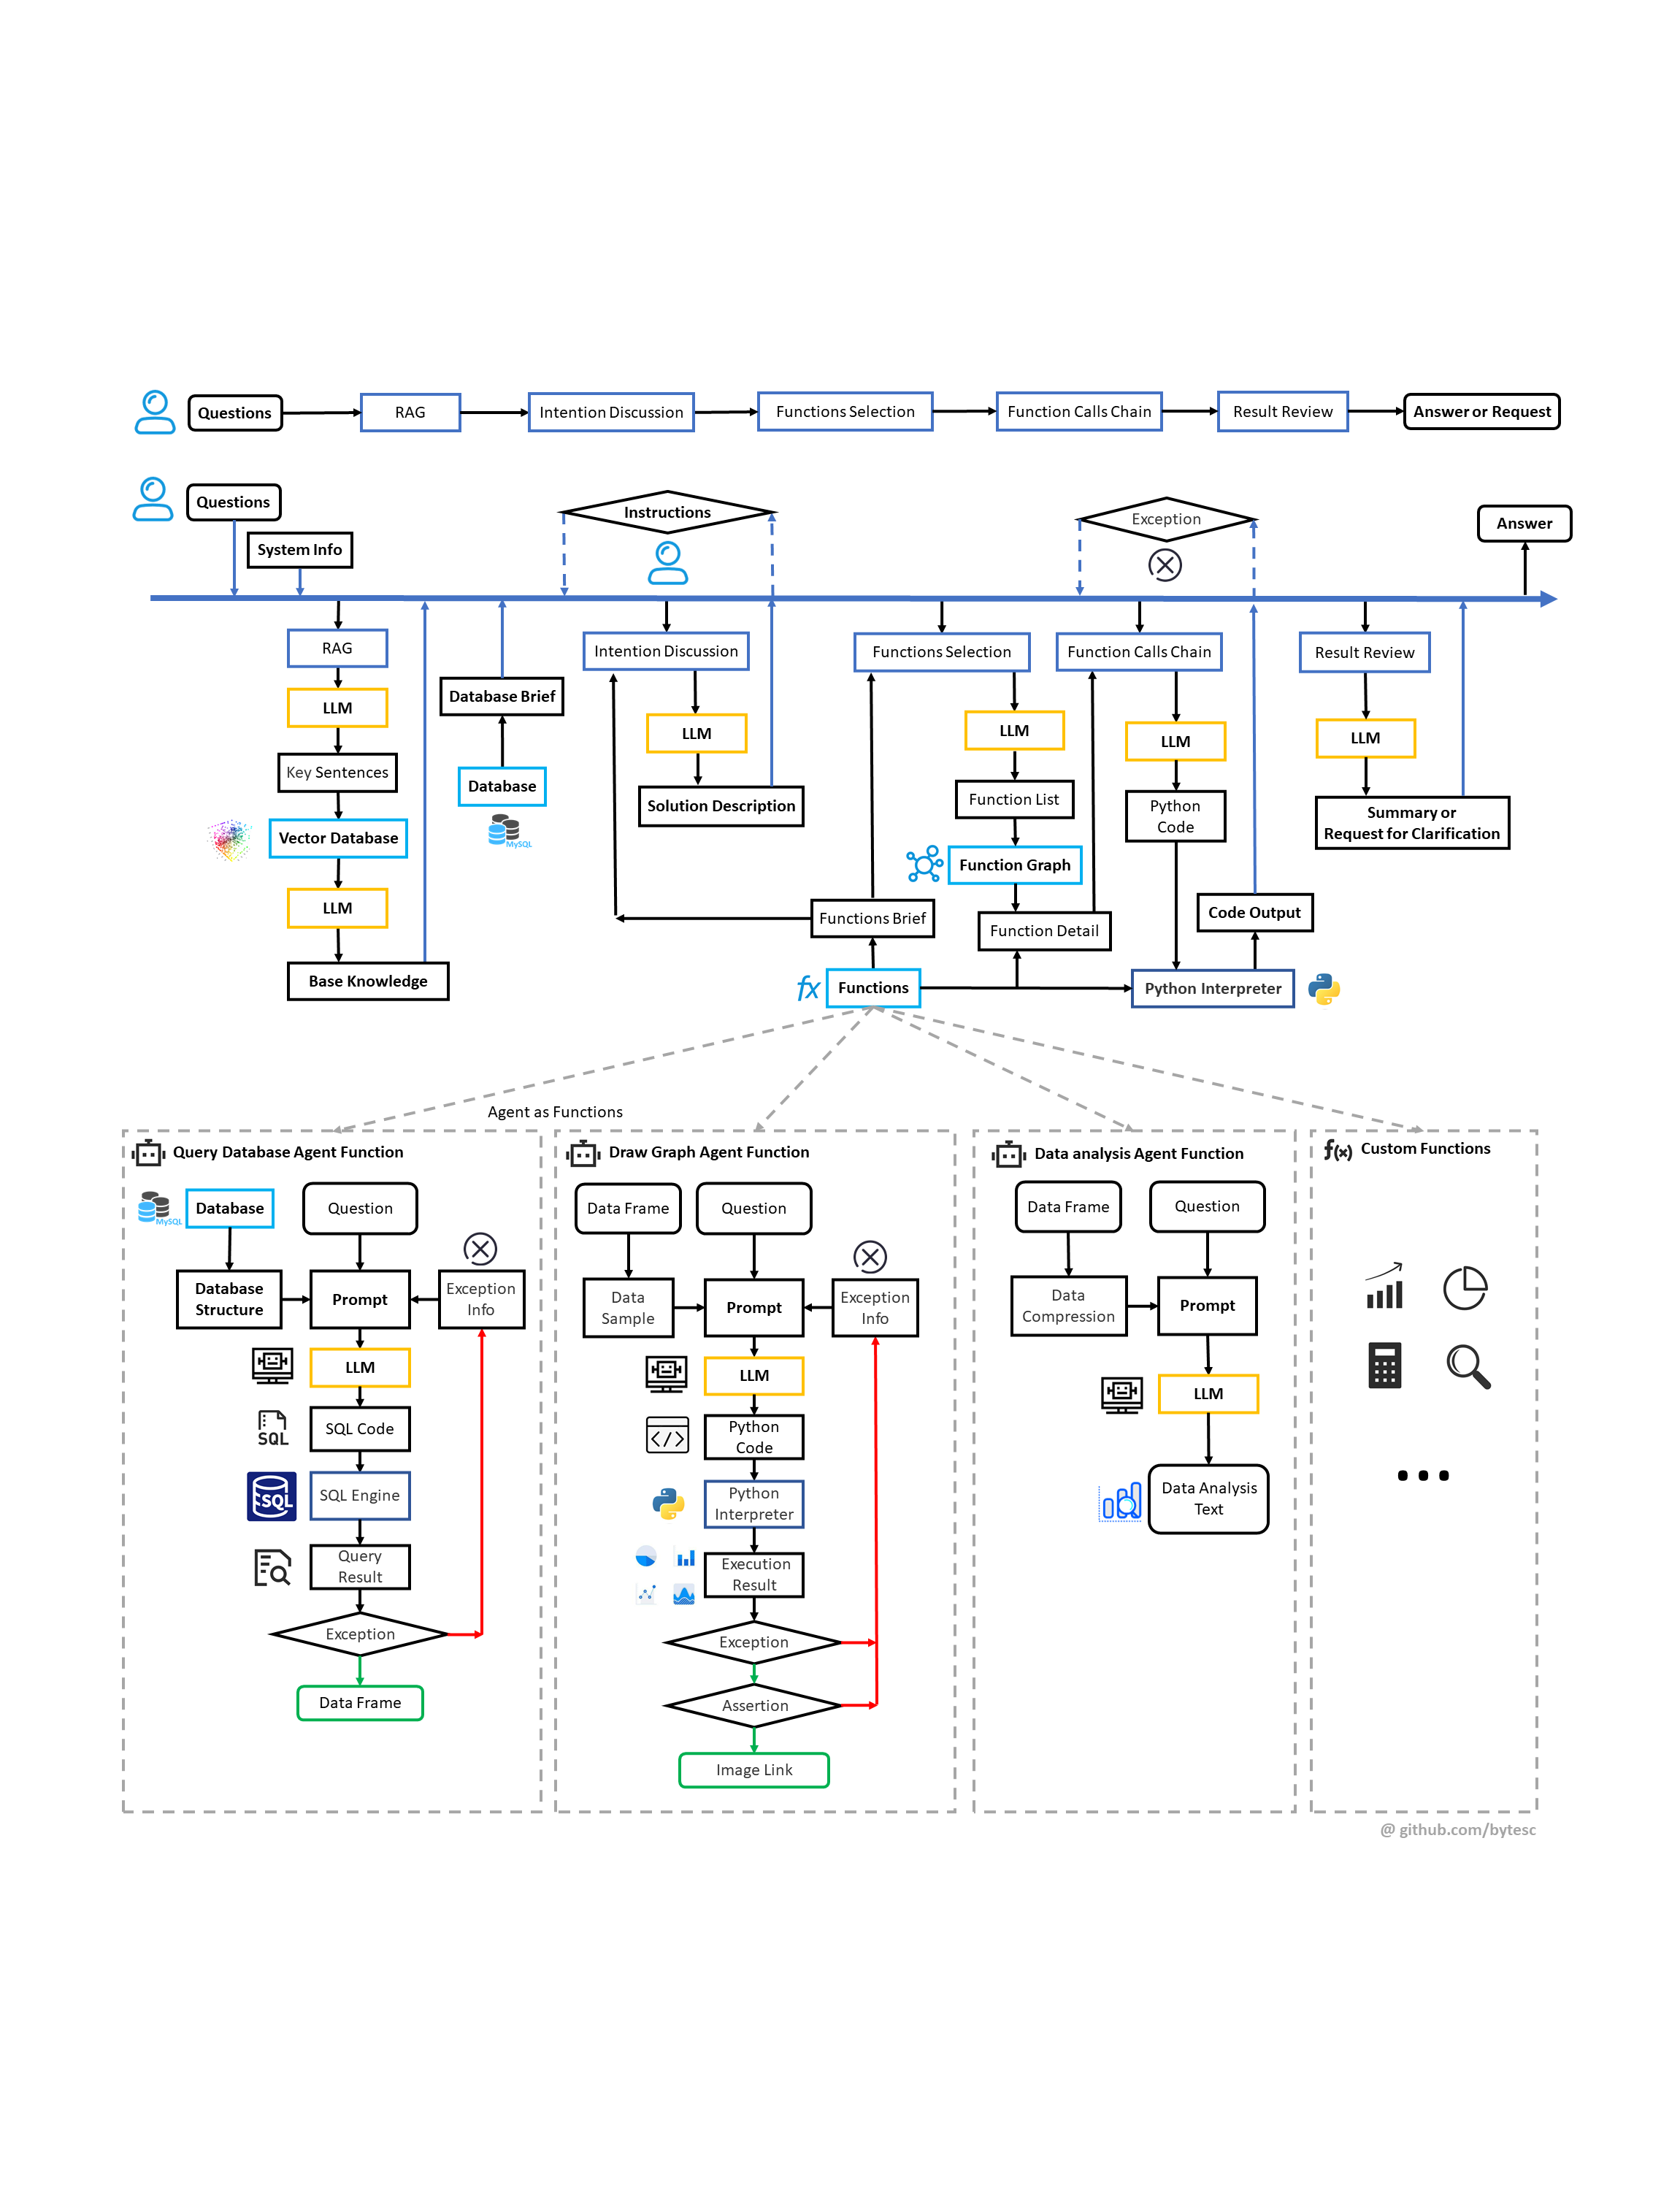 Questions
RAG
Intention Discussion
Functions Selection
Function Calls Chain
Result Review
Answer or Request
Questions
System Info
Instructions
Exception
Answer
RAG
LLM
Key Sentences
Vector Database
LLM
Base Knowledge
Database Brief
Database
MySQL
Intention Discussion
LLM
Solution Description
Functions Selection
LLM
Function List
Function Graph
Function Detail
Functions Brief
fx
Functions
Function Calls Chain
LLM
Python
Code
Code Output
Python Interpreter
Result Review
LLM
Summary or
Request for Clarification
Agent as Functions
Query Database Agent Function
MySQL
Database
Question
Database
Structure
Prompt
Exception
Info
LLM
SQL
SQL Code
SQL
SQL Engine
Query
Result
Exception
Data Frame
Draw Graph Agent Function
Data Frame
Question
Data
Sample
Prompt
Exception
Info
LLM
</>
Python
Code
Python
Interpreter
Execution
Result
Exception
Assertion
Image Link
Data analysis Agent Function
Data Frame
Question
Data
Compression
Prompt
LLM
Data Analysis
Text
f(x)
Custom Functions
...
@ github.com/bytesc